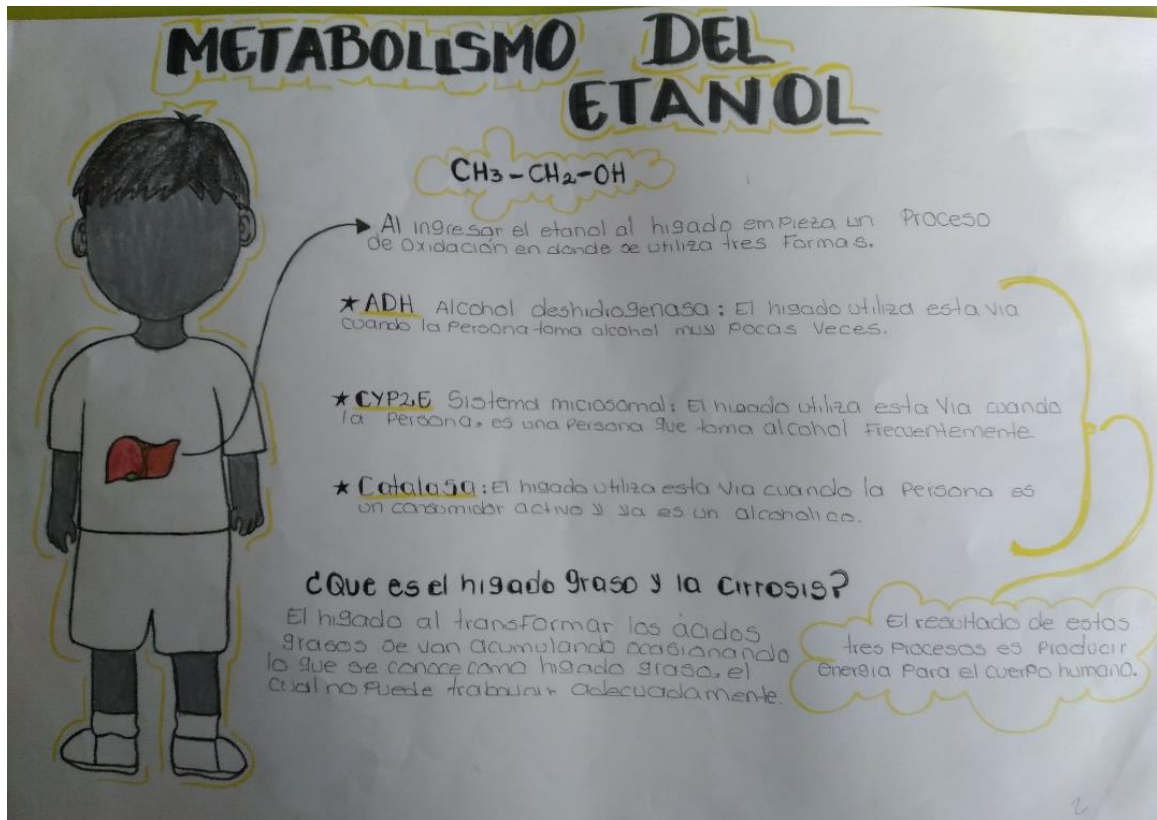 METABOLISMO DEL
ETANOL
CH3-CH2-OH
Al ingresar el etanol al higado empieza un Proceso
de oxidación en donde se utiliza tres Formas.
★ADH Alcohol deshidrogenasa: El higado utiliza esta via
cuando la Persona toma alcohol muy Pocas Veces.
★CYP2E Sistema microsomal: El higado utiliza esta Via cuando
la Persona, es una Persona que toma alcohol Frecuentemente
★Catalasa: El higado utiliza esta Via cuando la Persona es
un consumidor activo y ya es un alcoholico.
¿Que es el higado graso y la cirrosis?
El higado al transformar los ácidos
grasos se van acumulando ocasionando
lo que se conoce como higado graso, el
cual no Puede trabajar adecuadamente.
El resultado de estos
tres Procesos es Producir
energia Para el cuerpo humano.
2